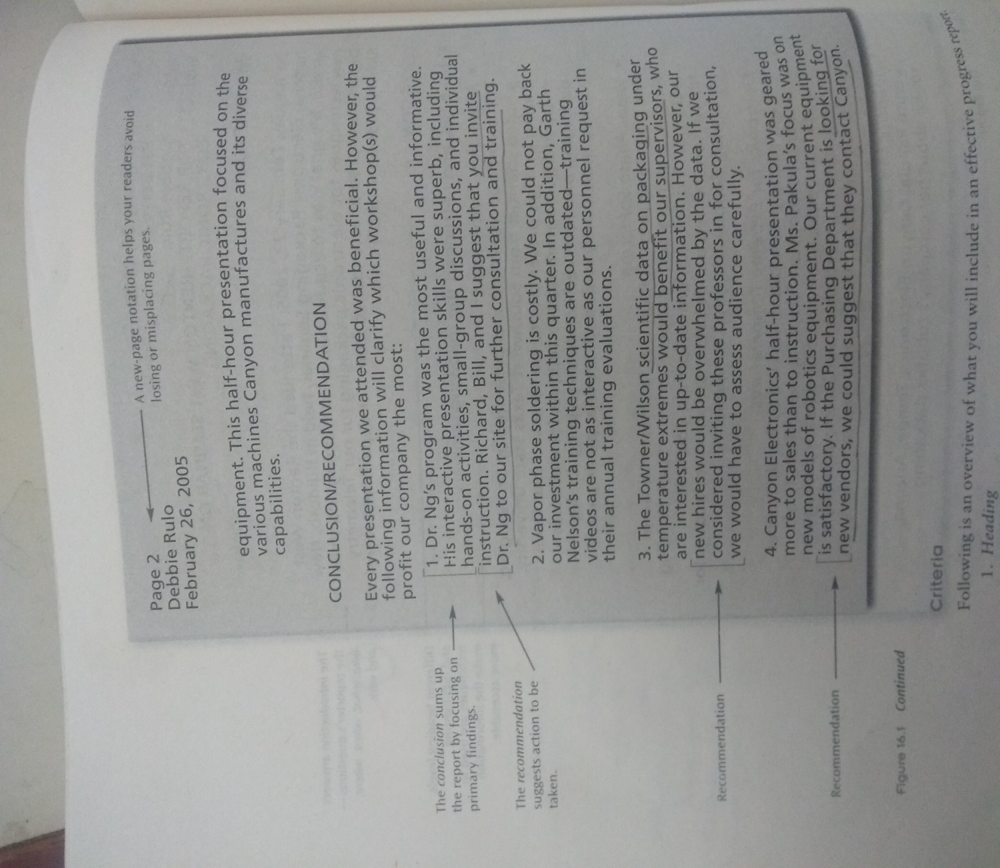 A new-page notation helps your readers avoid
losing or misplacing pages.
Page 2
Debbie Rulo
February 26, 2005
equipment. This half-hour presentation focused on the
various machines Canyon manufactures and its diverse
capabilities.
CONCLUSION/RECOMMENDATION
Every presentation we attended was beneficial. However, the
following information will clarify which workshop(s) would
profit our company the most:
1. Dr. Ng's program was the most useful and informative.
His interactive presentation skills were superb, including
hands-on activities, small-group discussions, and individual
instruction. Richard, Bill, and I suggest that you invite
Dr. Ng to our site for further consultation and training.
2. Vapor phase soldering is costly. We could not pay back
our investment within this quarter. In addition, Garth
Nelson's training techniques are outdated—training
videos are not as interactive as our personnel request in
their annual training evaluations.
3. The Towner/Wilson scientific data on packaging under
temperature extremes would benefit our supervisors, who
are interested in up-to-date information. However, our
new hires would be overwhelmed by the data. If we
considered inviting these professors in for consultation,
we would have to assess audience carefully.
4. Canyon Electronics' half-hour presentation was geared
more to sales than to instruction. Ms. Pakula's focus was on
new models of robotics equipment. Our current equipment
is satisfactory. If the Purchasing Department is looking for
new vendors, we could suggest that they contact Canyon.
The conclusion sums up
the report by focusing on
primary findings.
The recommendation
suggests action to be
taken.
Recommendation
Recommendation
Figure 16.1 Continued
Criteria
Following is an overview of what you will include in an effective progress report.
1. Heading